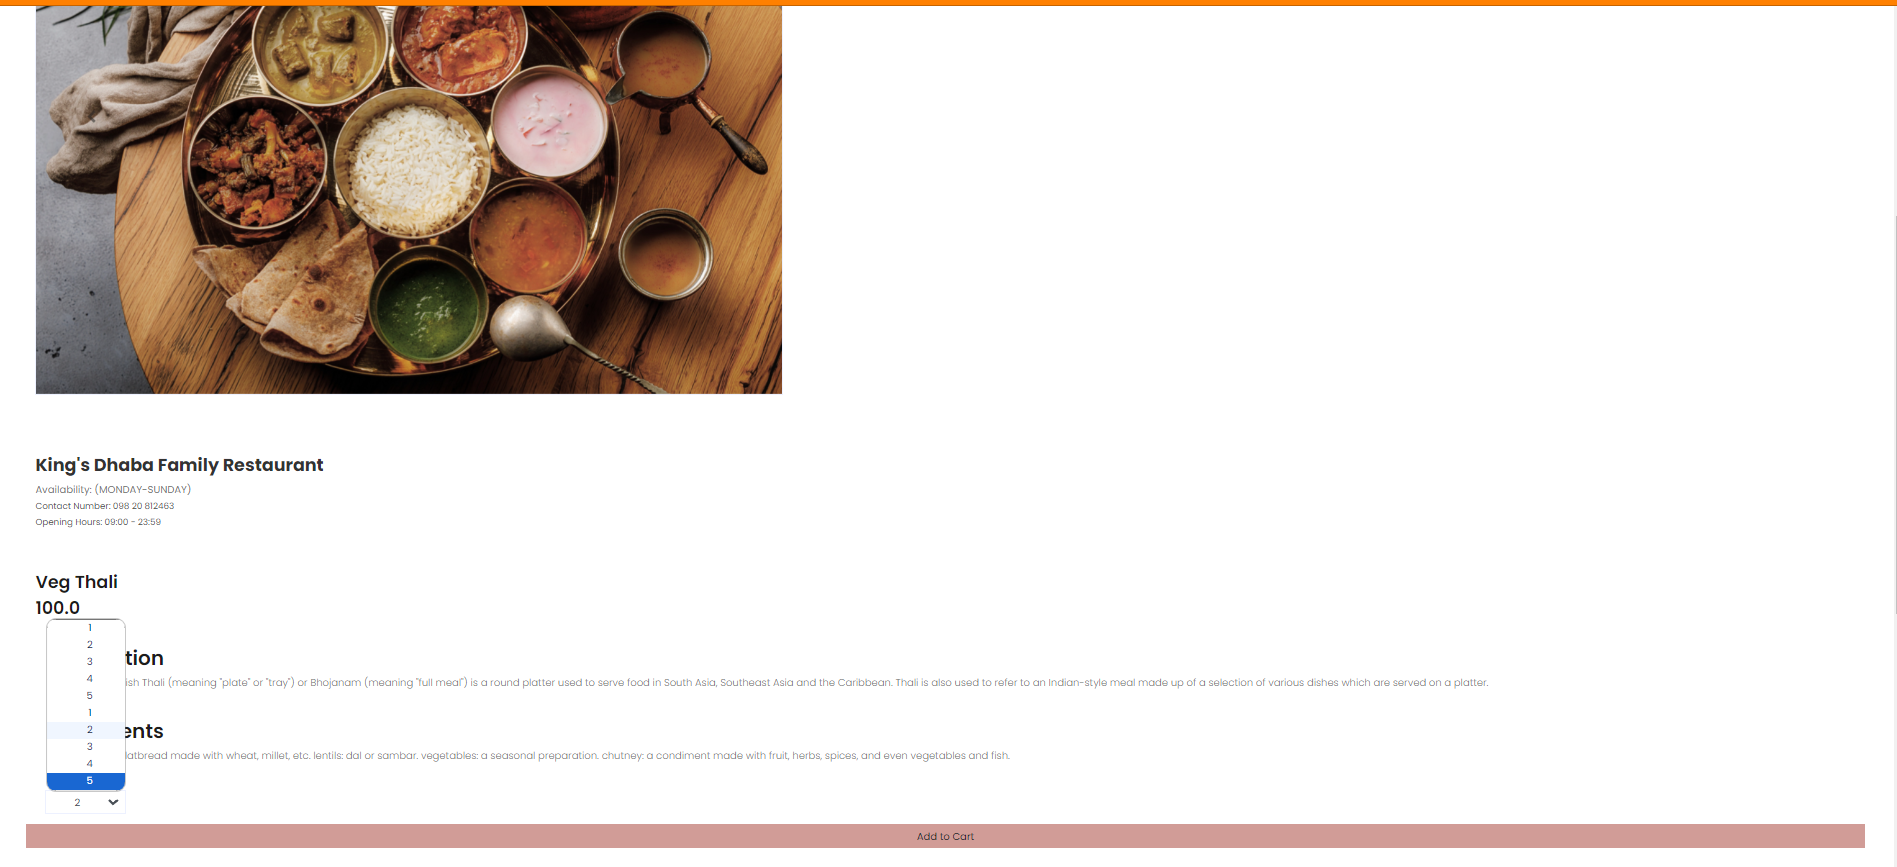 King's Dhaba Family Restaurant
Availability: (MONDAY-SUNDAY)
Contact Number: 098 20 812463
Opening Hours: 09:00 - 23:59
Veg Thali
100.0
1
2
3
4
5
1
2
3
4
5
tion
ish Thali (meaning "plate" or "tray") or Bhojanam (meaning "full meal") is a round platter used to serve food in South Asia, Southeast Asia and the Caribbean. Thali is also used to refer to an Indian-style meal made up of a selection of various dishes which are served on a platter.
ents
latbread made with wheat, millet, etc. lentils: dal or sambar. vegetables: a seasonal preparation. chutney: a condiment made with fruit, herbs, spices, and even vegetables and fish.
2
Add to Cart